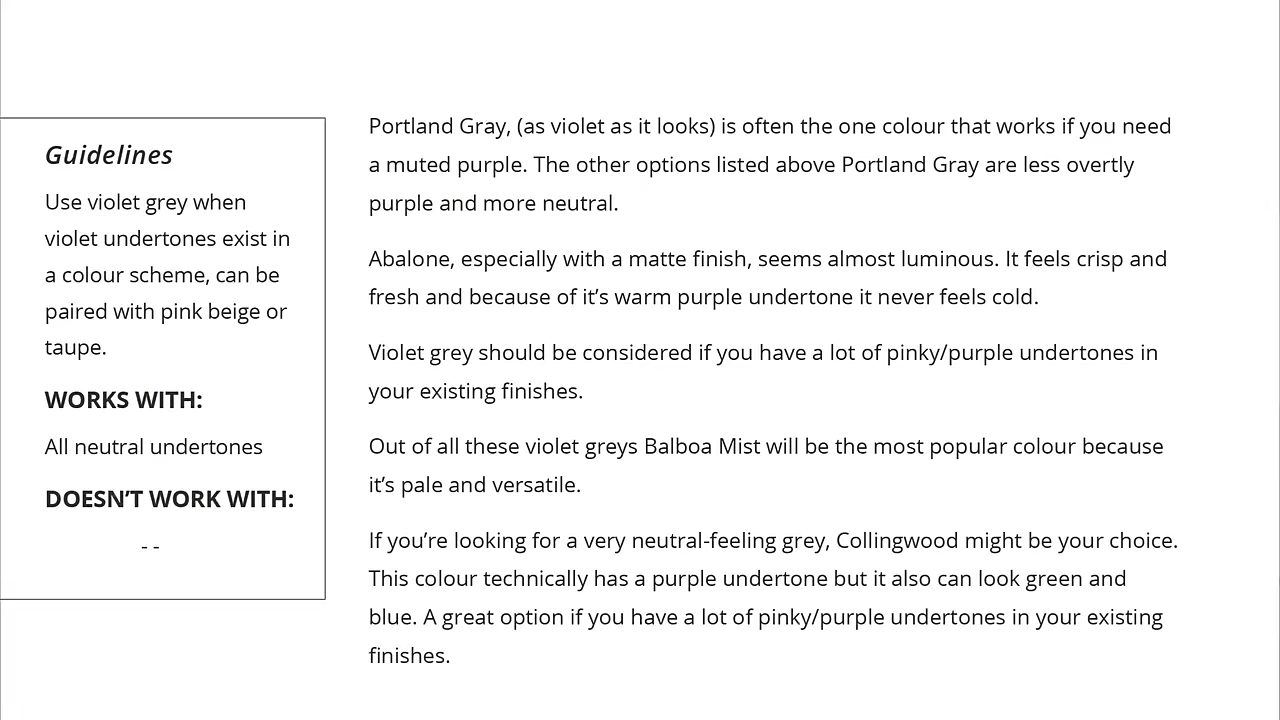 Guidelines
Use violet grey when
violet undertones exist in
a colour scheme, can be
paired with pink beige or
taupe.
WORKS WITH:
All neutral undertones
DOESN'T WORK WITH:
- -
Portland Gray, (as violet as it looks) is often the one colour that works if you need
a muted purple. The other options listed above Portland Gray are less overtly
purple and more neutral.
Abalone, especially with a matte finish, seems almost luminous. It feels crisp and
fresh and because of it's warm purple undertone it never feels cold.
Violet grey should be considered if you have a lot of pinky/purple undertones in
your existing finishes.
Out of all these violet greys Balboa Mist will be the most popular colour because
it's pale and versatile.
If you're looking for a very neutral-feeling grey, Collingwood might be your choice.
This colour technically has a purple undertone but it also can look green and
blue. A great option if you have a lot of pinky/purple undertones in your existing
finishes.